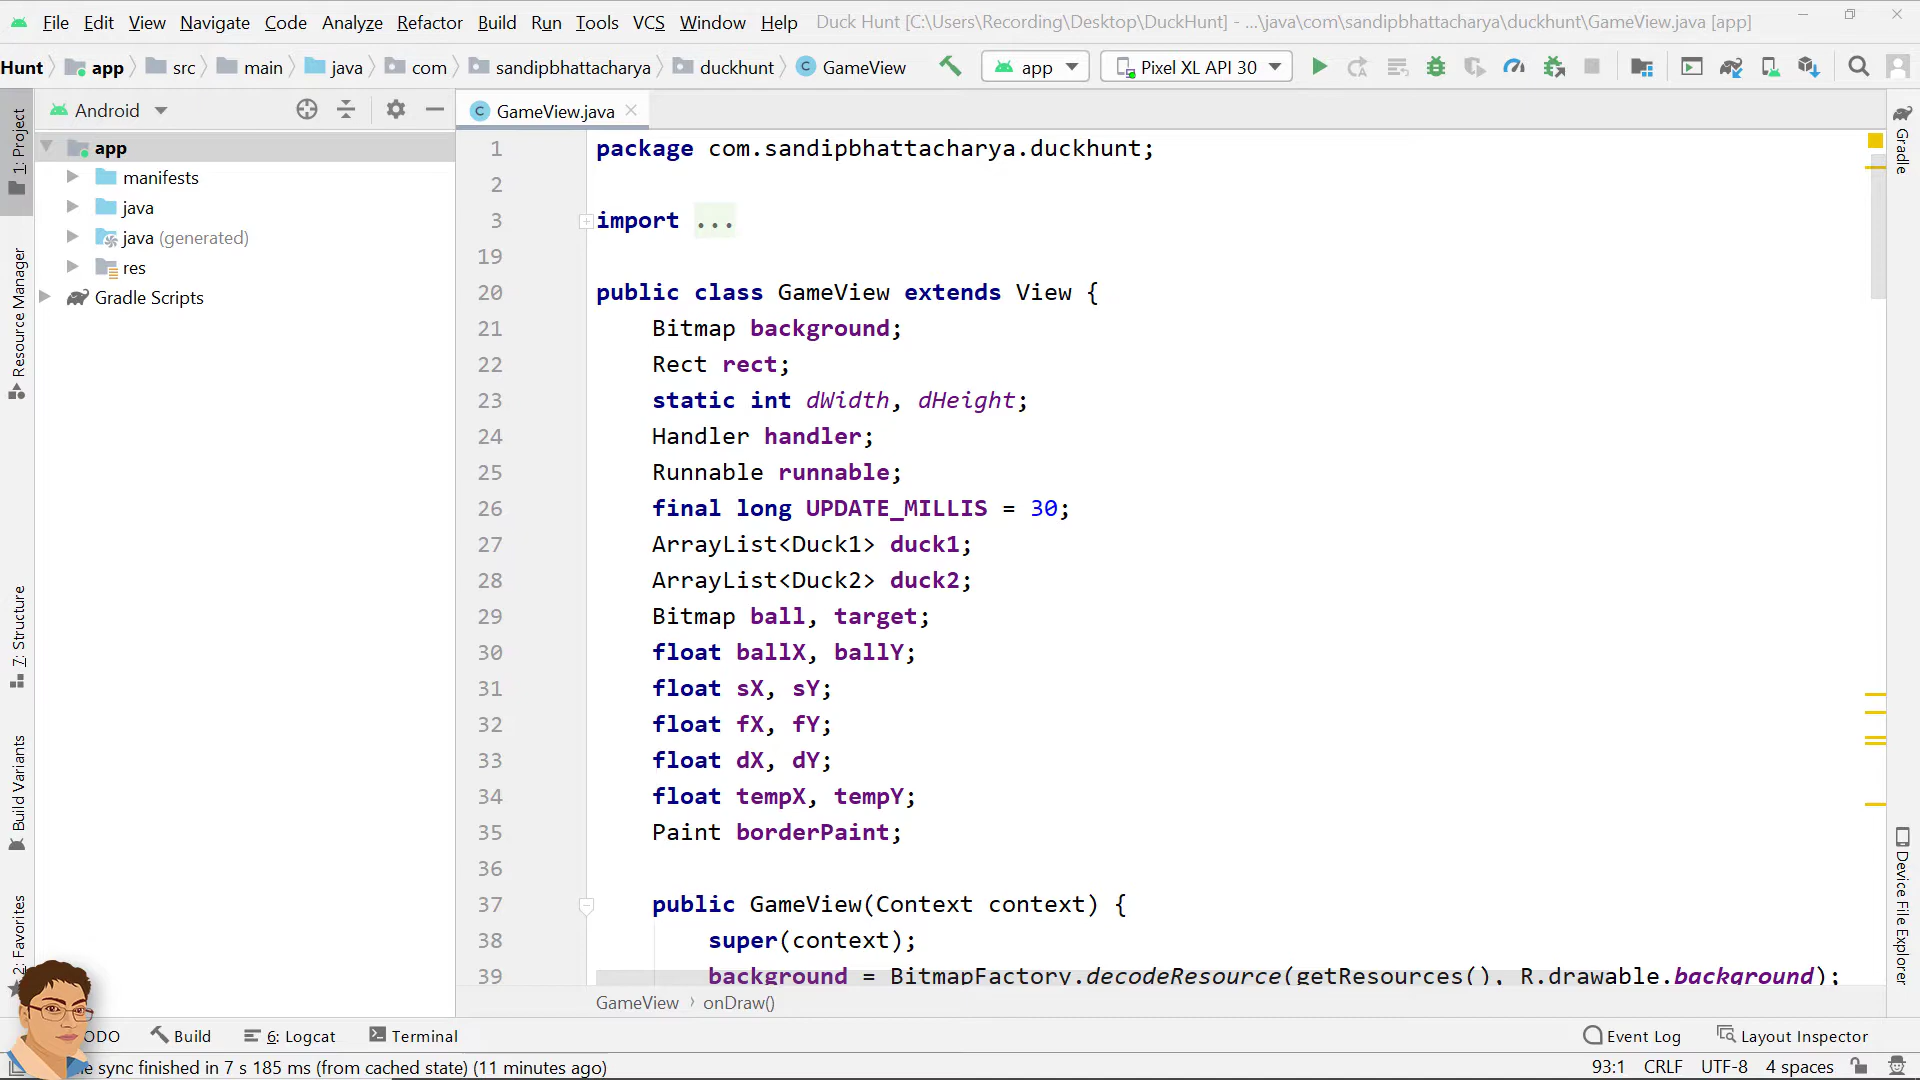 File Edit View Navigate Code Analyze Refactor Build Run Tools VCS Window Help Duck Hunt [C:\Users\Recording\Desktop\DuckHunt] - ...\java\com\sandipbhattacharya\duckhunt\GameView.java [app]
Hunt app src main java com sandipbhattacharya duckhunt GameView app Pixel XL API 30
Android
GameView.java
app
manifests
java
java (generated)
res
Gradle Scripts
1: Project
Resource Manager
7: Structure
Build Variants
2: Favorites
1 package com.sandipbhattacharya.duckhunt;
2
3 import ...
19
20 public class GameView extends View {
21 Bitmap background;
22 Rect rect;
23 static int dWidth, dHeight;
24 Handler handler;
25 Runnable runnable;
26 final long UPDATE_MILLIS = 30;
27 ArrayList<Duck1> duck1;
28 ArrayList<Duck2> duck2;
29 Bitmap ball, target;
30 float ballX, ballY;
31 float sX, sY;
32 float fX, fY;
33 float dX, dY;
34 float tempX, tempY;
35 Paint borderPaint;
36
37 public GameView(Context context) {
38 super(context);
39 background = BitmapFactory.decodeResource(getResources(), R.drawable.background);
GameView onDraw()
Gradle
Device File Explorer
ODO Build 6: Logcat Terminal Event Log Layout Inspector
sync finished in 7 s 185 ms (from cached state) (11 minutes ago) 93:1 CRLF UTF-8 4 spaces